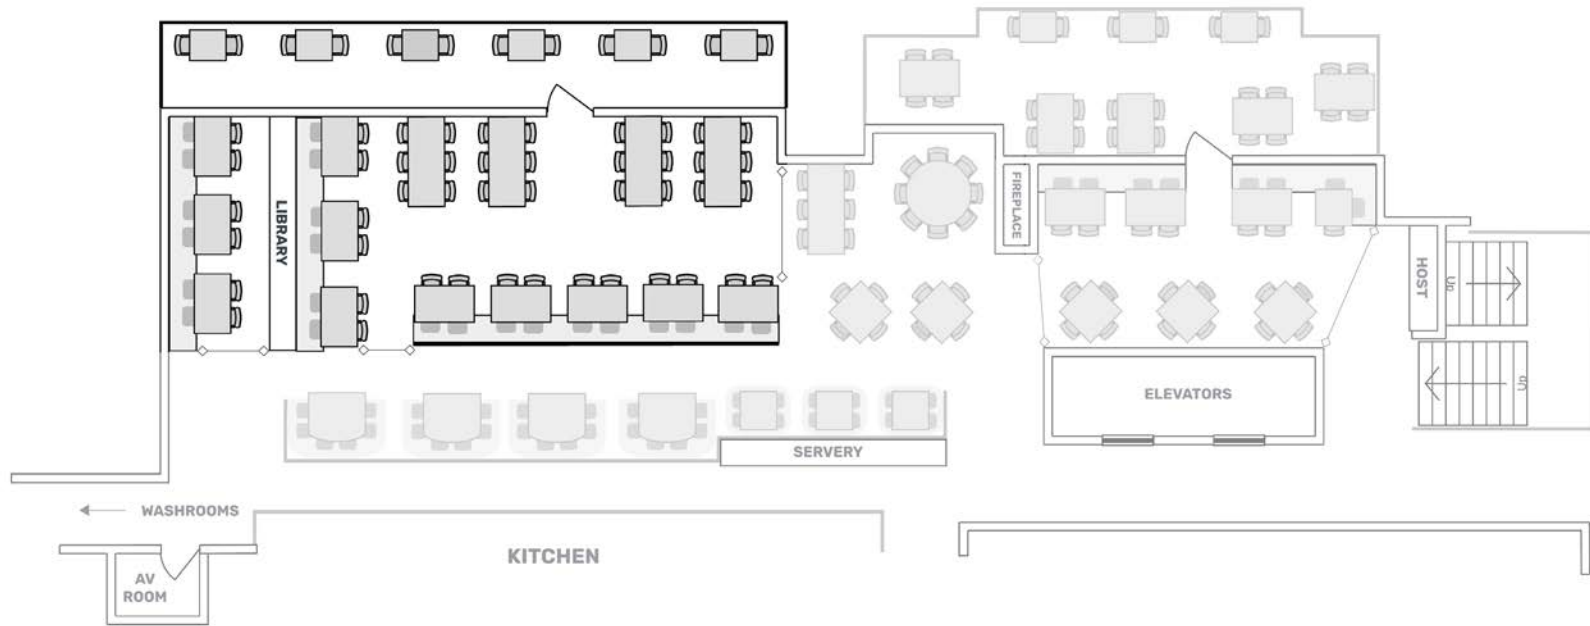 LIBRARY
FIREPLACE
HOST
Up
Up
ELEVATORS
SERVERY
WASHROOMS
KITCHEN
AV
ROOM